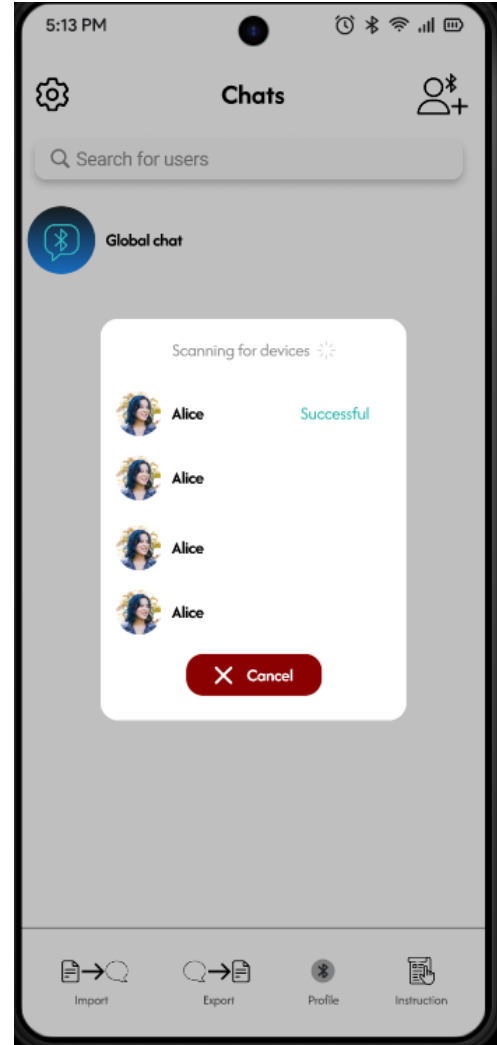 5:13 PM
Chats
Search for users
Global chat
Scanning for devices
Alice Successful
Alice
Alice
Alice
Cancel
Import Export Profile Instruction